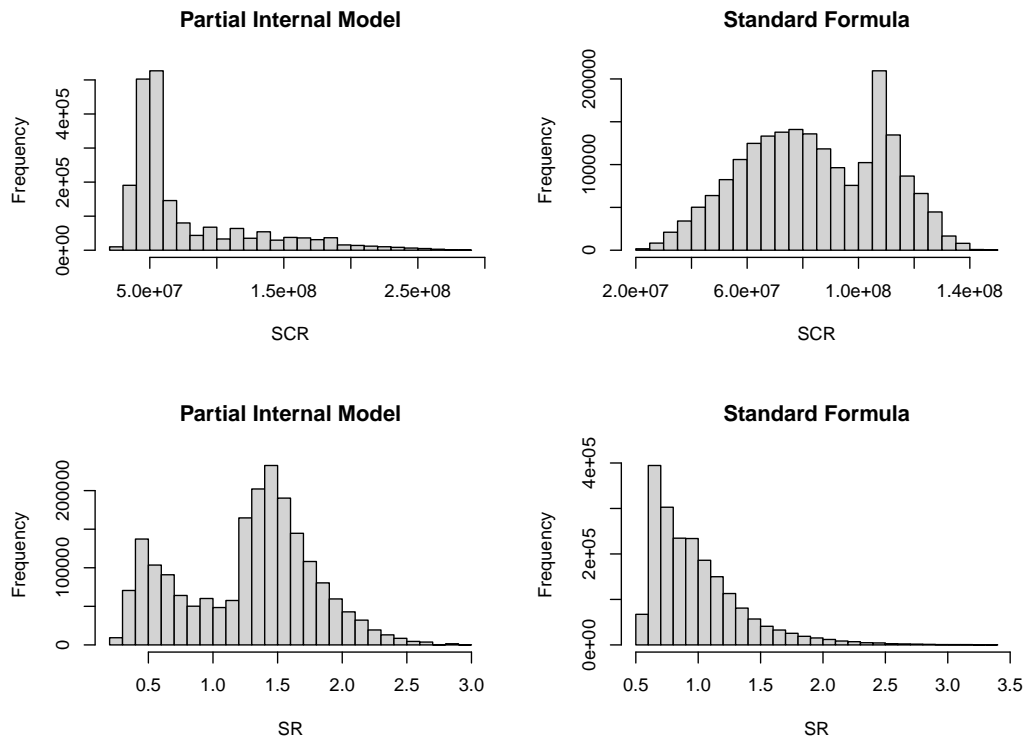 Partial Internal Model
Frequency
0e+00 2e+05 4e+05
5.0e+07 1.5e+08 2.5e+08
SCR
Standard Formula
Frequency
0 100000 200000
2.0e+07 6.0e+07 1.0e+08 1.4e+08
SCR
Partial Internal Model
Frequency
0 100000 200000
0.5 1.0 1.5 2.0 2.5 3.0
SR
Standard Formula
Frequency
0e+00 2e+05 4e+05
0.5 1.0 1.5 2.0 2.5 3.0 3.5
SR